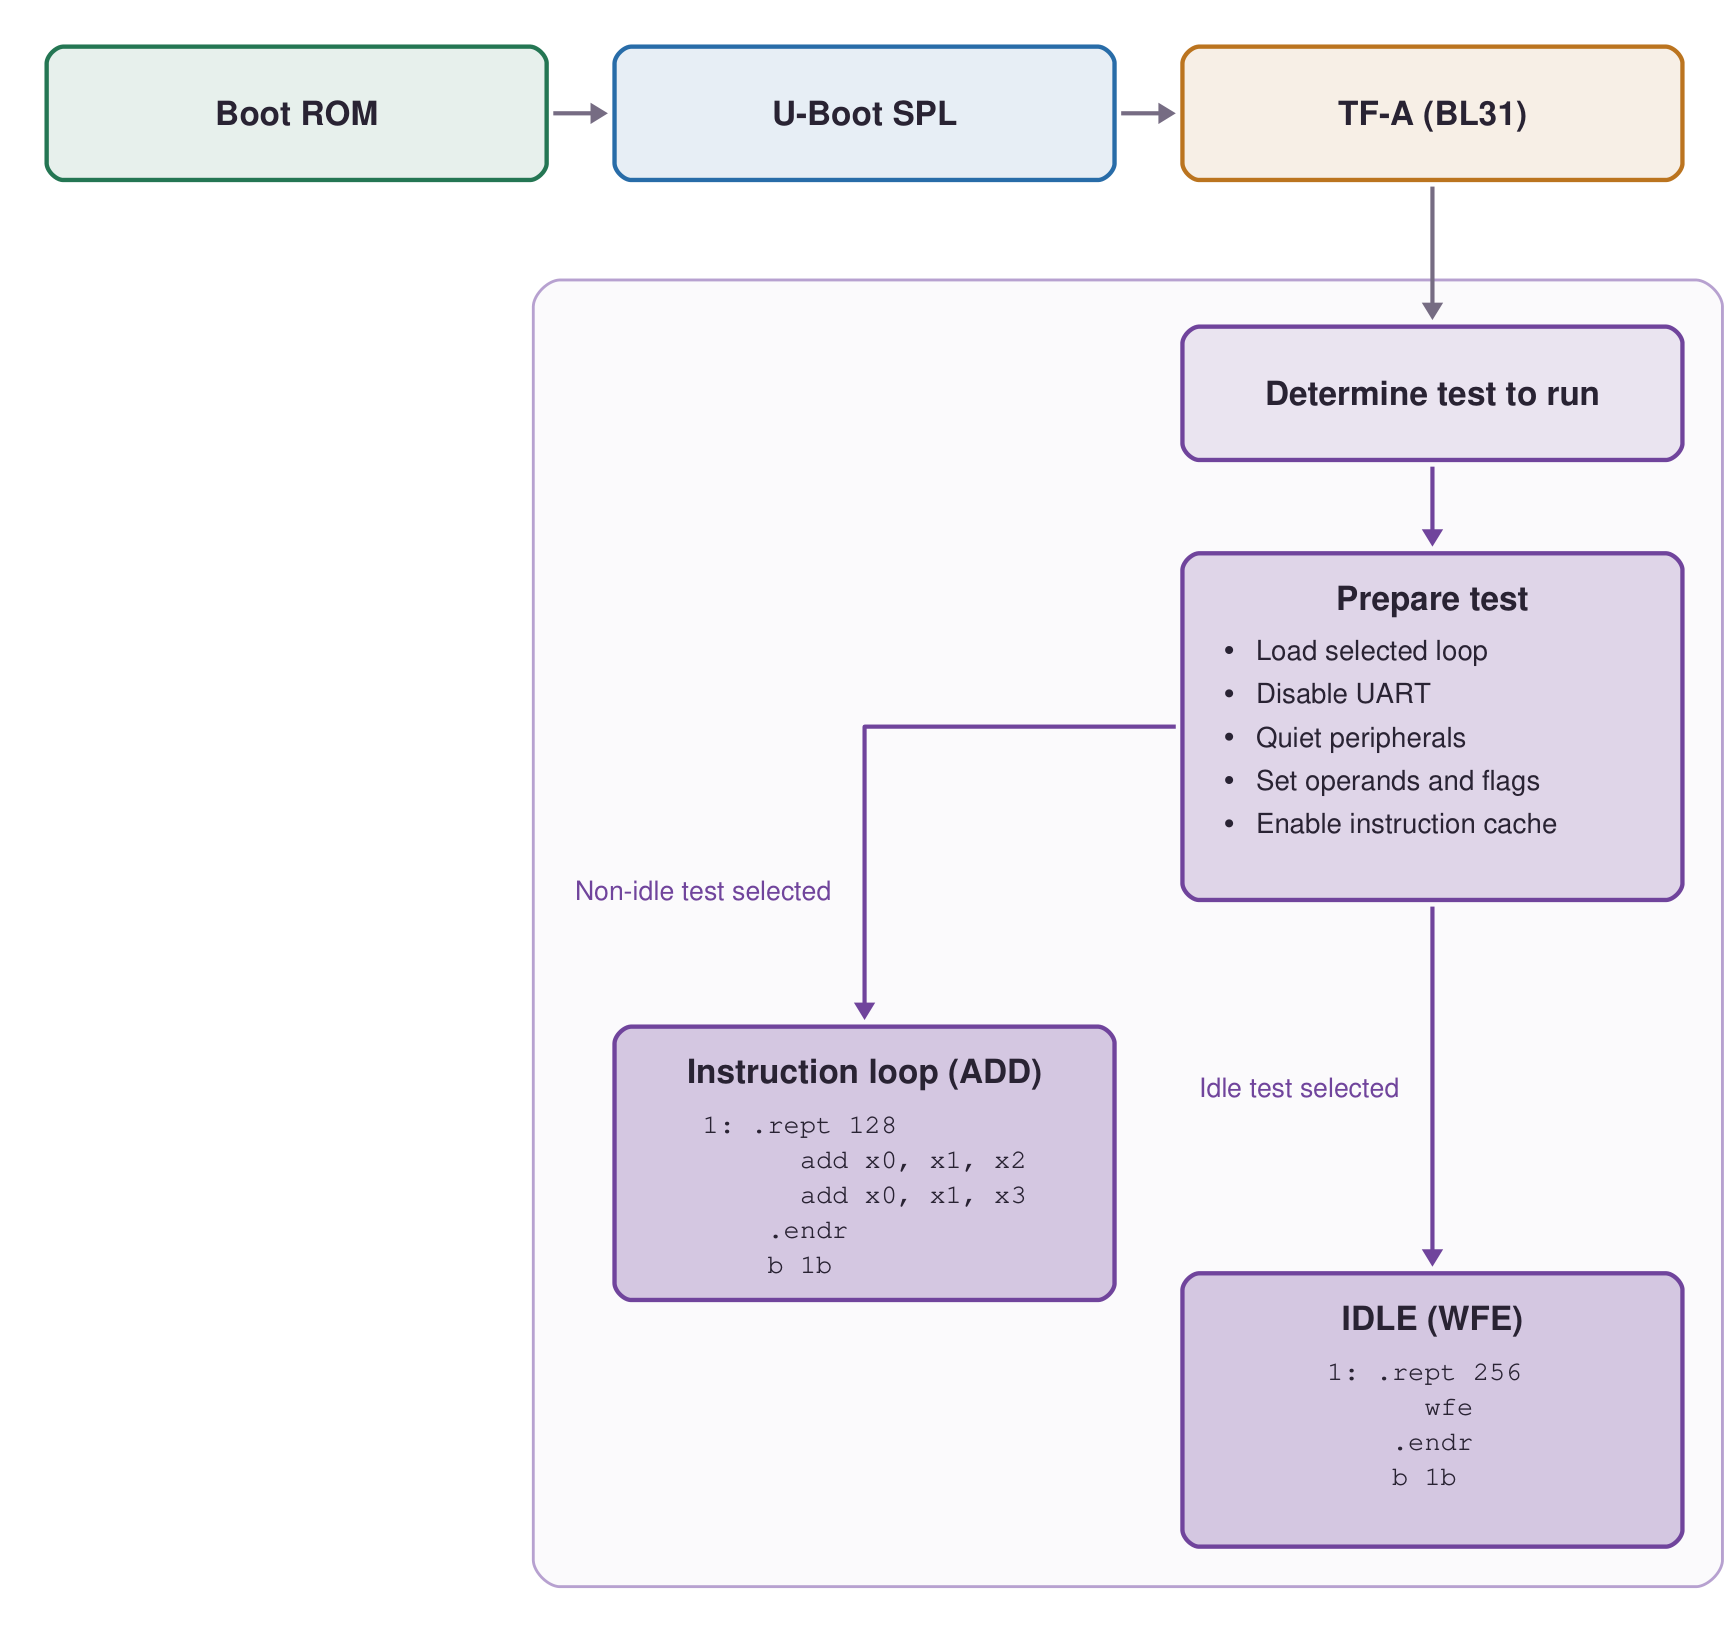 Boot ROM
U-Boot SPL
TF-A (BL31)
Determine test to run
Prepare test
• Load selected loop
• Disable UART
• Quiet peripherals
• Set operands and flags
• Enable instruction cache
Non-idle test selected
Instruction loop (ADD)
1: .rept 128
add x0, x1, x2
add x0, x1, x3
.endr
b 1b
Idle test selected
IDLE (WFE)
1: .rept 256
wfe
.endr
b 1b